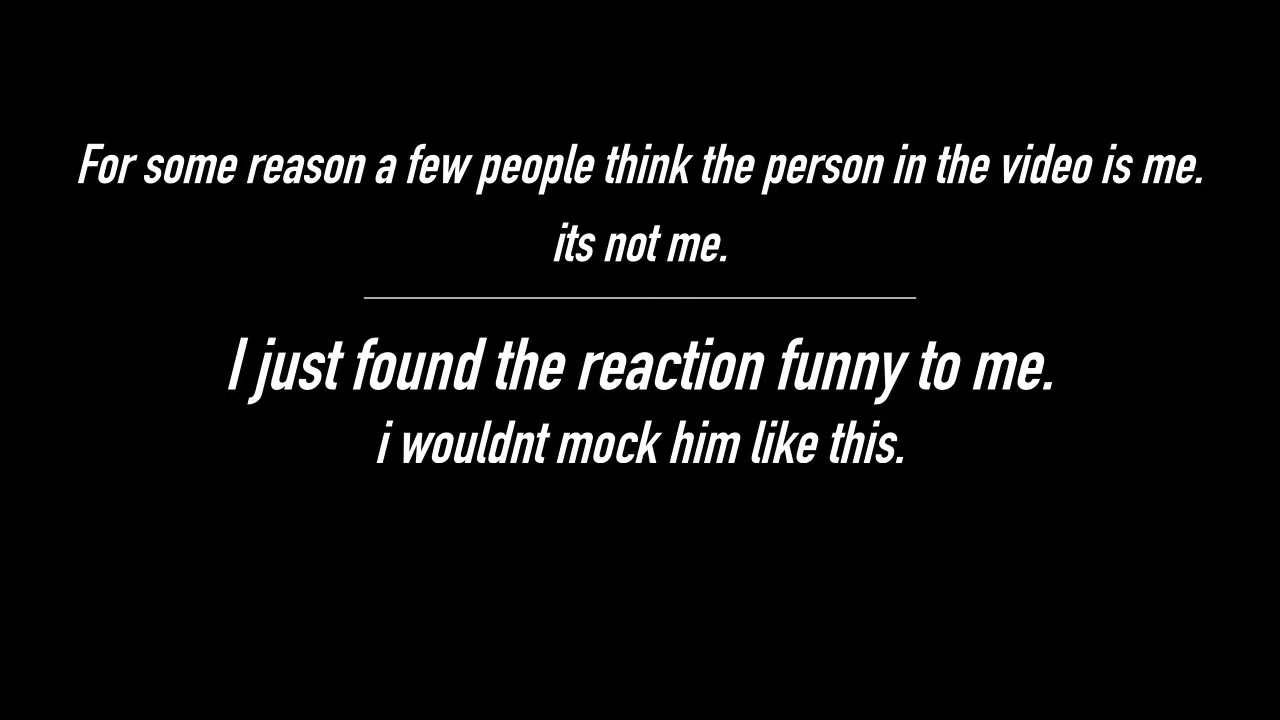 For some reason a few people think the person in the video is me.
its not me.
I just found the reaction funny to me.
i wouldnt mock him like this.